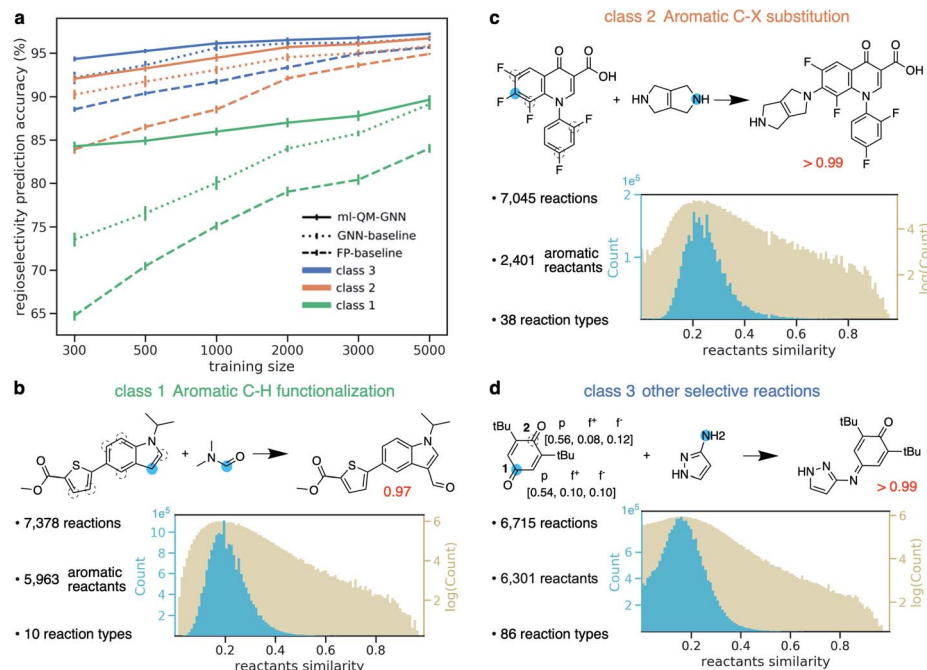 a
regioselectivity prediction accuracy (%)
95
90
85
80
75
70
65
ml-QM-GNN
GNN-baseline
FP-baseline
class 3
class 2
class 1
300 500 1000 2000 3000 5000
training size
b class 1 Aromatic C-H functionalization
N
S
O
O
+
N
O
N
S
O
O
O
0.97
• 7,378 reactions
• 5,963 aromatic
reactants
• 10 reaction types
1e5
10
8
6
4
2
Count
6
4
2
log(Count)
0.2 0.4 0.6 0.8
reactants similarity
c class 2 Aromatic C-X substitution
F
F
F
O
O
OH
N
F
F
+
HN
NH
F
O
O
OH
N
N
HN
F
F
F
> 0.99
• 7,045 reactions
• 2,401 aromatic
reactants
• 38 reaction types
1e5
2
1
Count
4
2
log(Count)
0.2 0.4 0.6 0.8
reactants similarity
d class 3 other selective reactions
tBu
2
O
p f+ f-
[0.56, 0.08, 0.12]
tBu
1
O
p f+ f-
[0.54, 0.10, 0.10]
+
NH2
N
HN
tBu
O
tBu
HN
N
N
> 0.99
• 6,715 reactions
• 6,301 reactants
• 86 reaction types
1e5
6
4
2
Count
6
4
2
log(Count)
0.2 0.4 0.6 0.8
reactants similarity